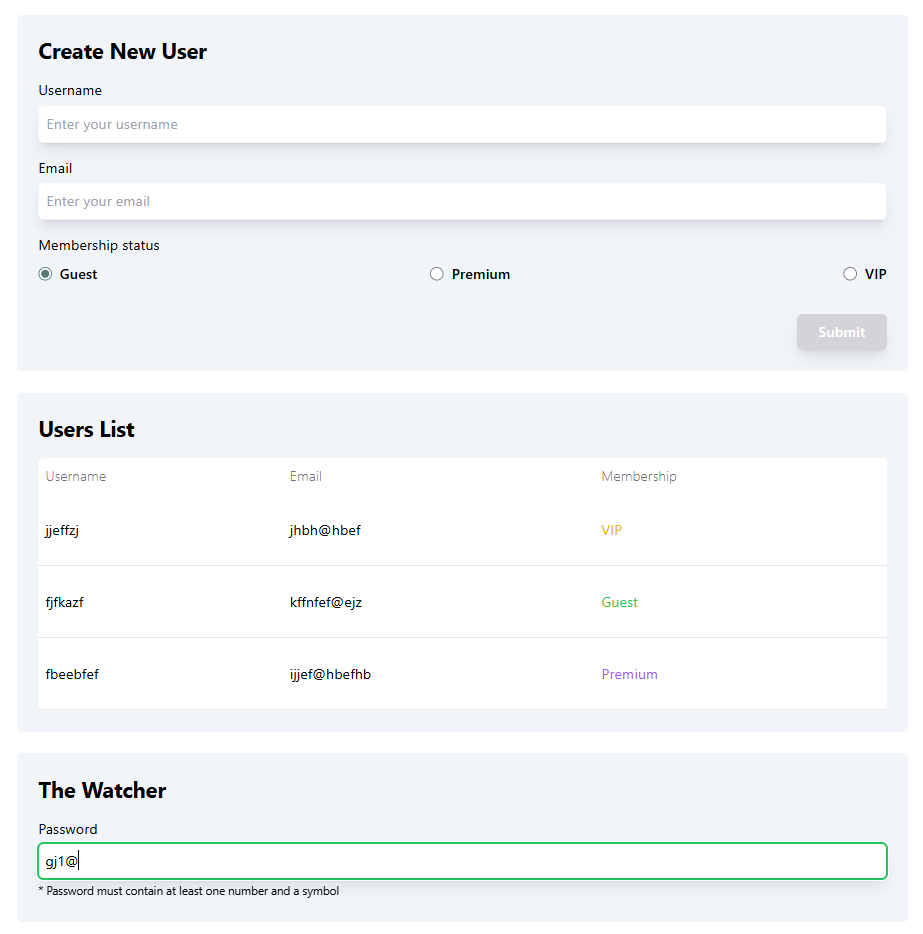 Create New User
Username
Enter your username
Email
Enter your email
Membership status
Guest Premium VIP
Submit
Users List
Username Email Membership
jjeffzj jhbh@hbef VIP
fjfkazf kffnfef@ejz Guest
fbeebfef ijjef@hbefhb Premium
The Watcher
Password
gj1@
* Password must contain at least one number and a symbol